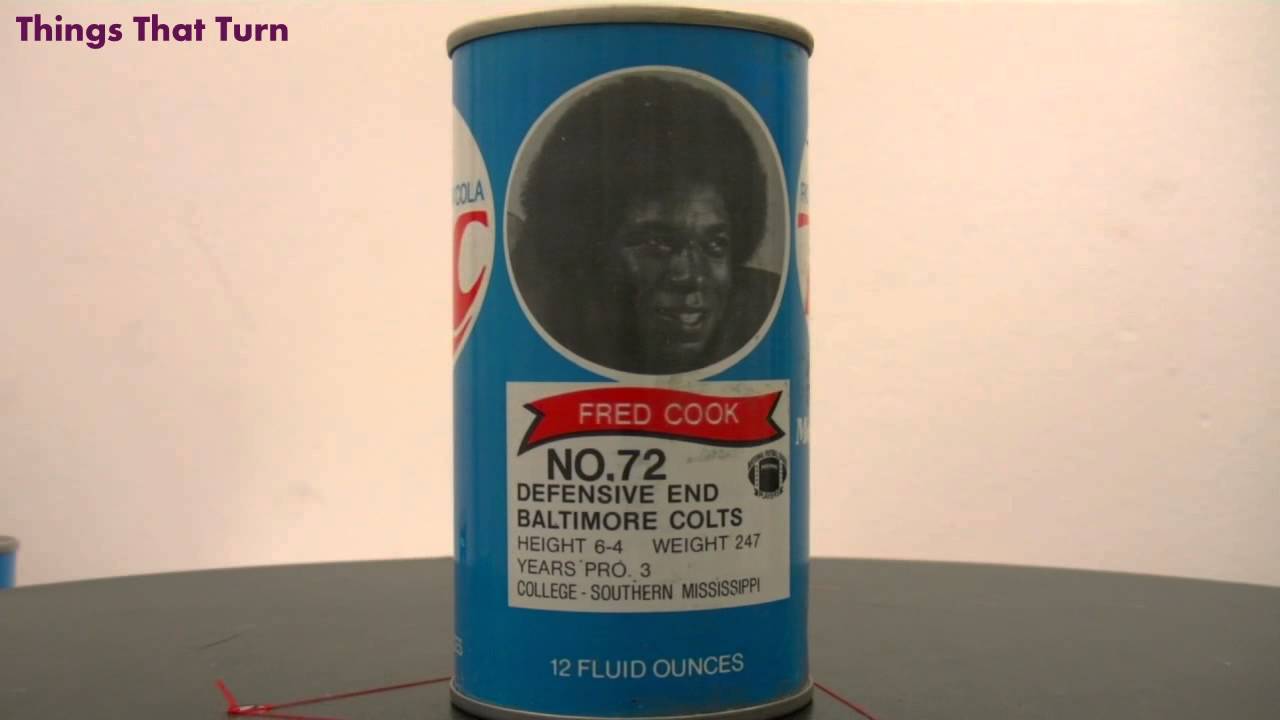 Things That Turn
COLA
C
FRED COOK
NO.72
DEFENSIVE END
BALTIMORE COLTS
HEIGHT 6-4 WEIGHT 247
YEARS PRO. 3
COLLEGE - SOUTHERN MISSISSIPPI
12 FLUID OUNCES